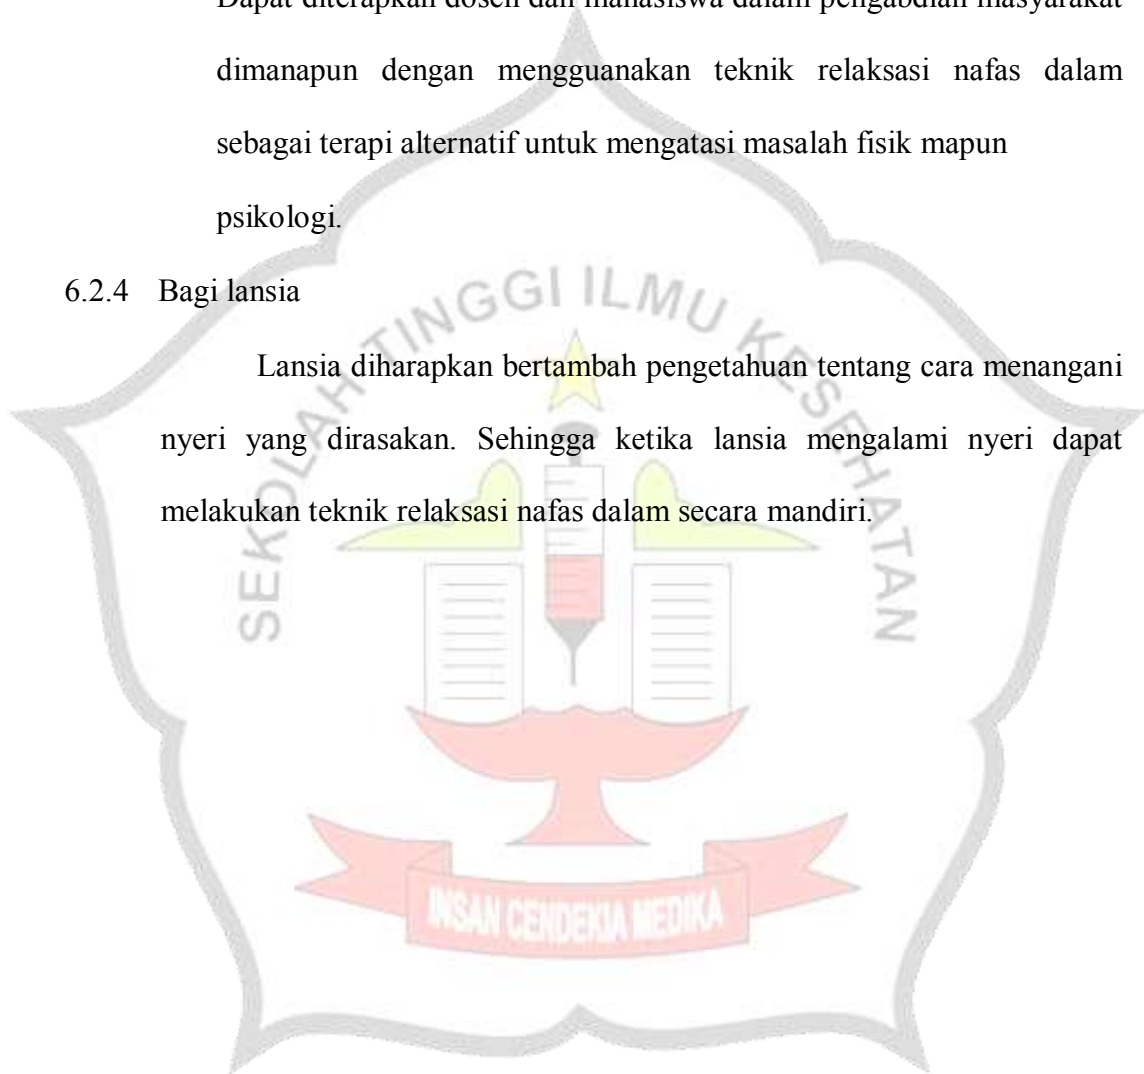 Dapat diterapkan dosen dan mahasiswa dalam pengabdian masyarakat
dimanapun dengan mengguanakan teknik relaksasi nafas dalam
sebagai terapi alternatif untuk mengatasi masalah fisik mapun
psikologi.
6.2.4 Bagi lansia
Lansia diharapkan bertambah pengetahuan tentang cara menangani
nyeri yang dirasakan. Sehingga ketika lansia mengalami nyeri dapat
melakukan teknik relaksasi nafas dalam secara mandiri.
SEKOLAH TINGGI ILMU KESEHATAN
INSAN CENDEKIA MEDIKA